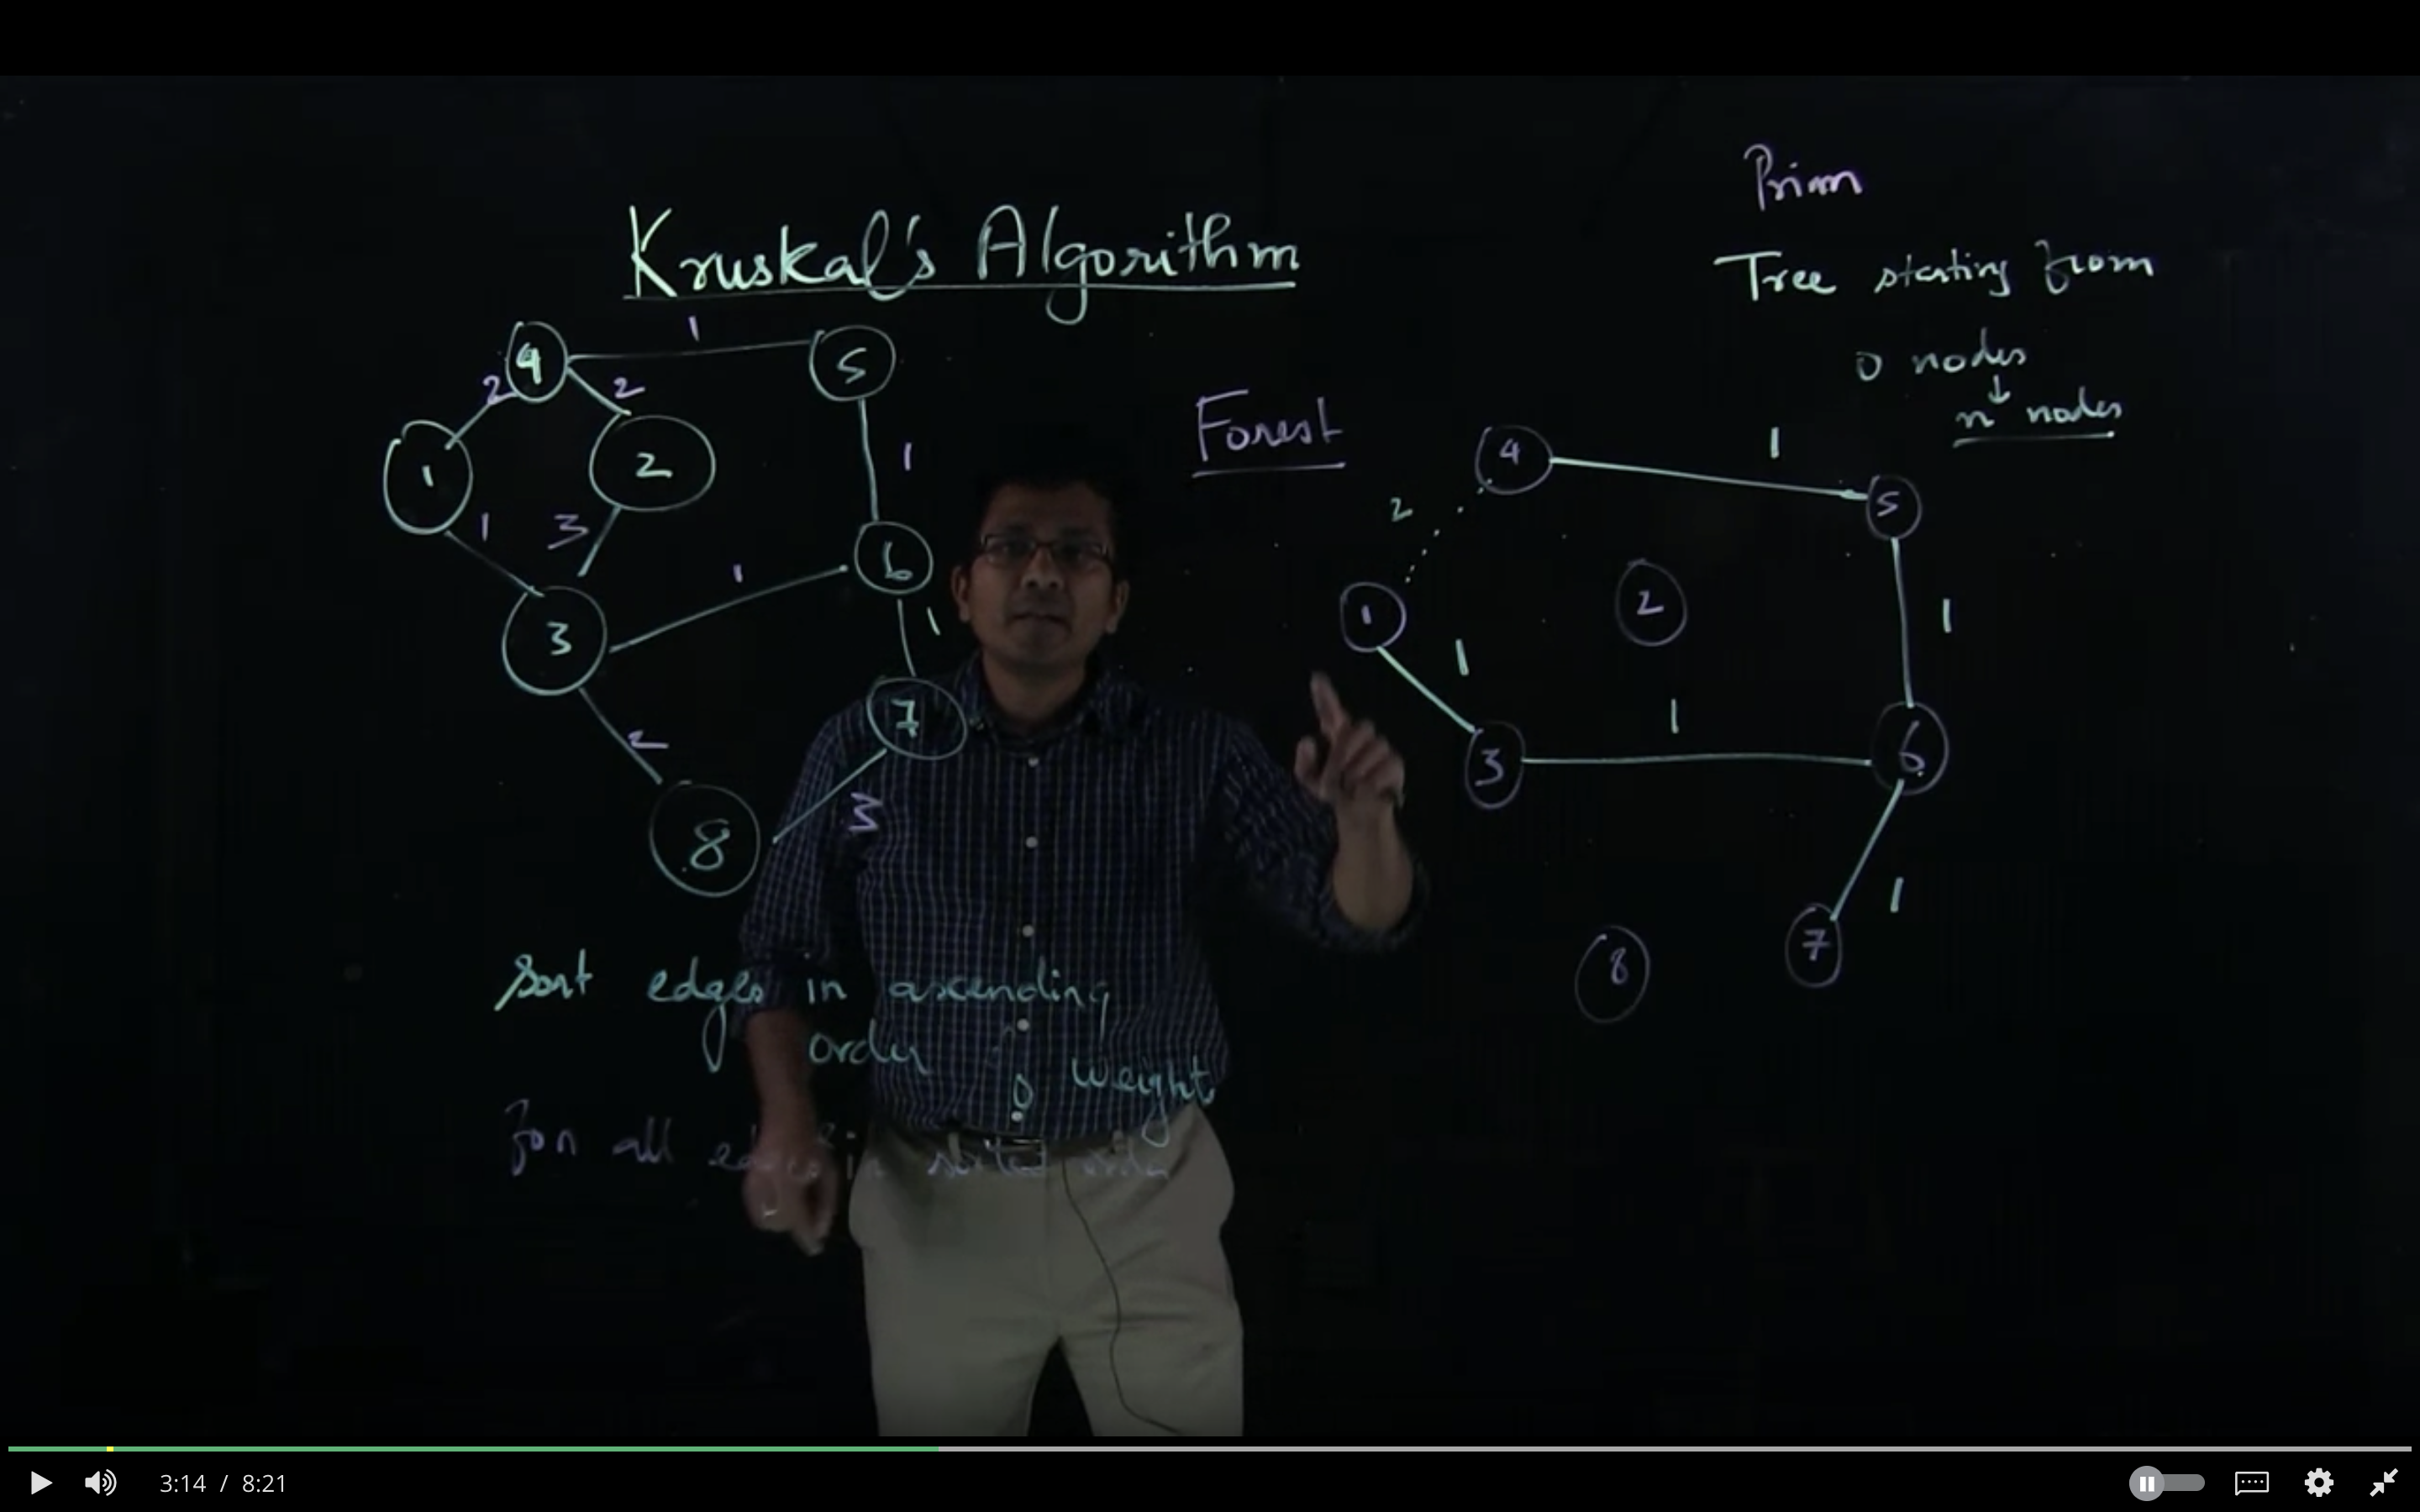 Prim
Kruskal's Algorithm
Tree starting from
0 nodes
↓
n nodes
Forest
4 1 5
2 2
1 2
1 3 1
3 1 6
1
2 7
3
8
4 1 5
2
1 2 1
1 1
3 6
1
8 7
Sort edges in ascending
order
weight
for all edges in sorted order
3:14 / 8:21